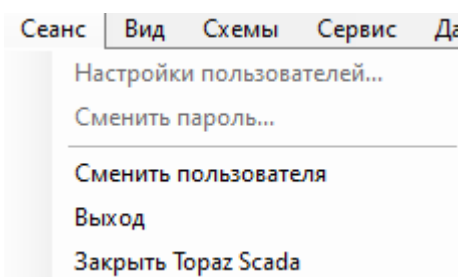 Сеанс Вид Схемы Сервис
Настройки пользователей...
Сменить пароль...
Сменить пользователя
Выход
Закрыть Topaz Scada